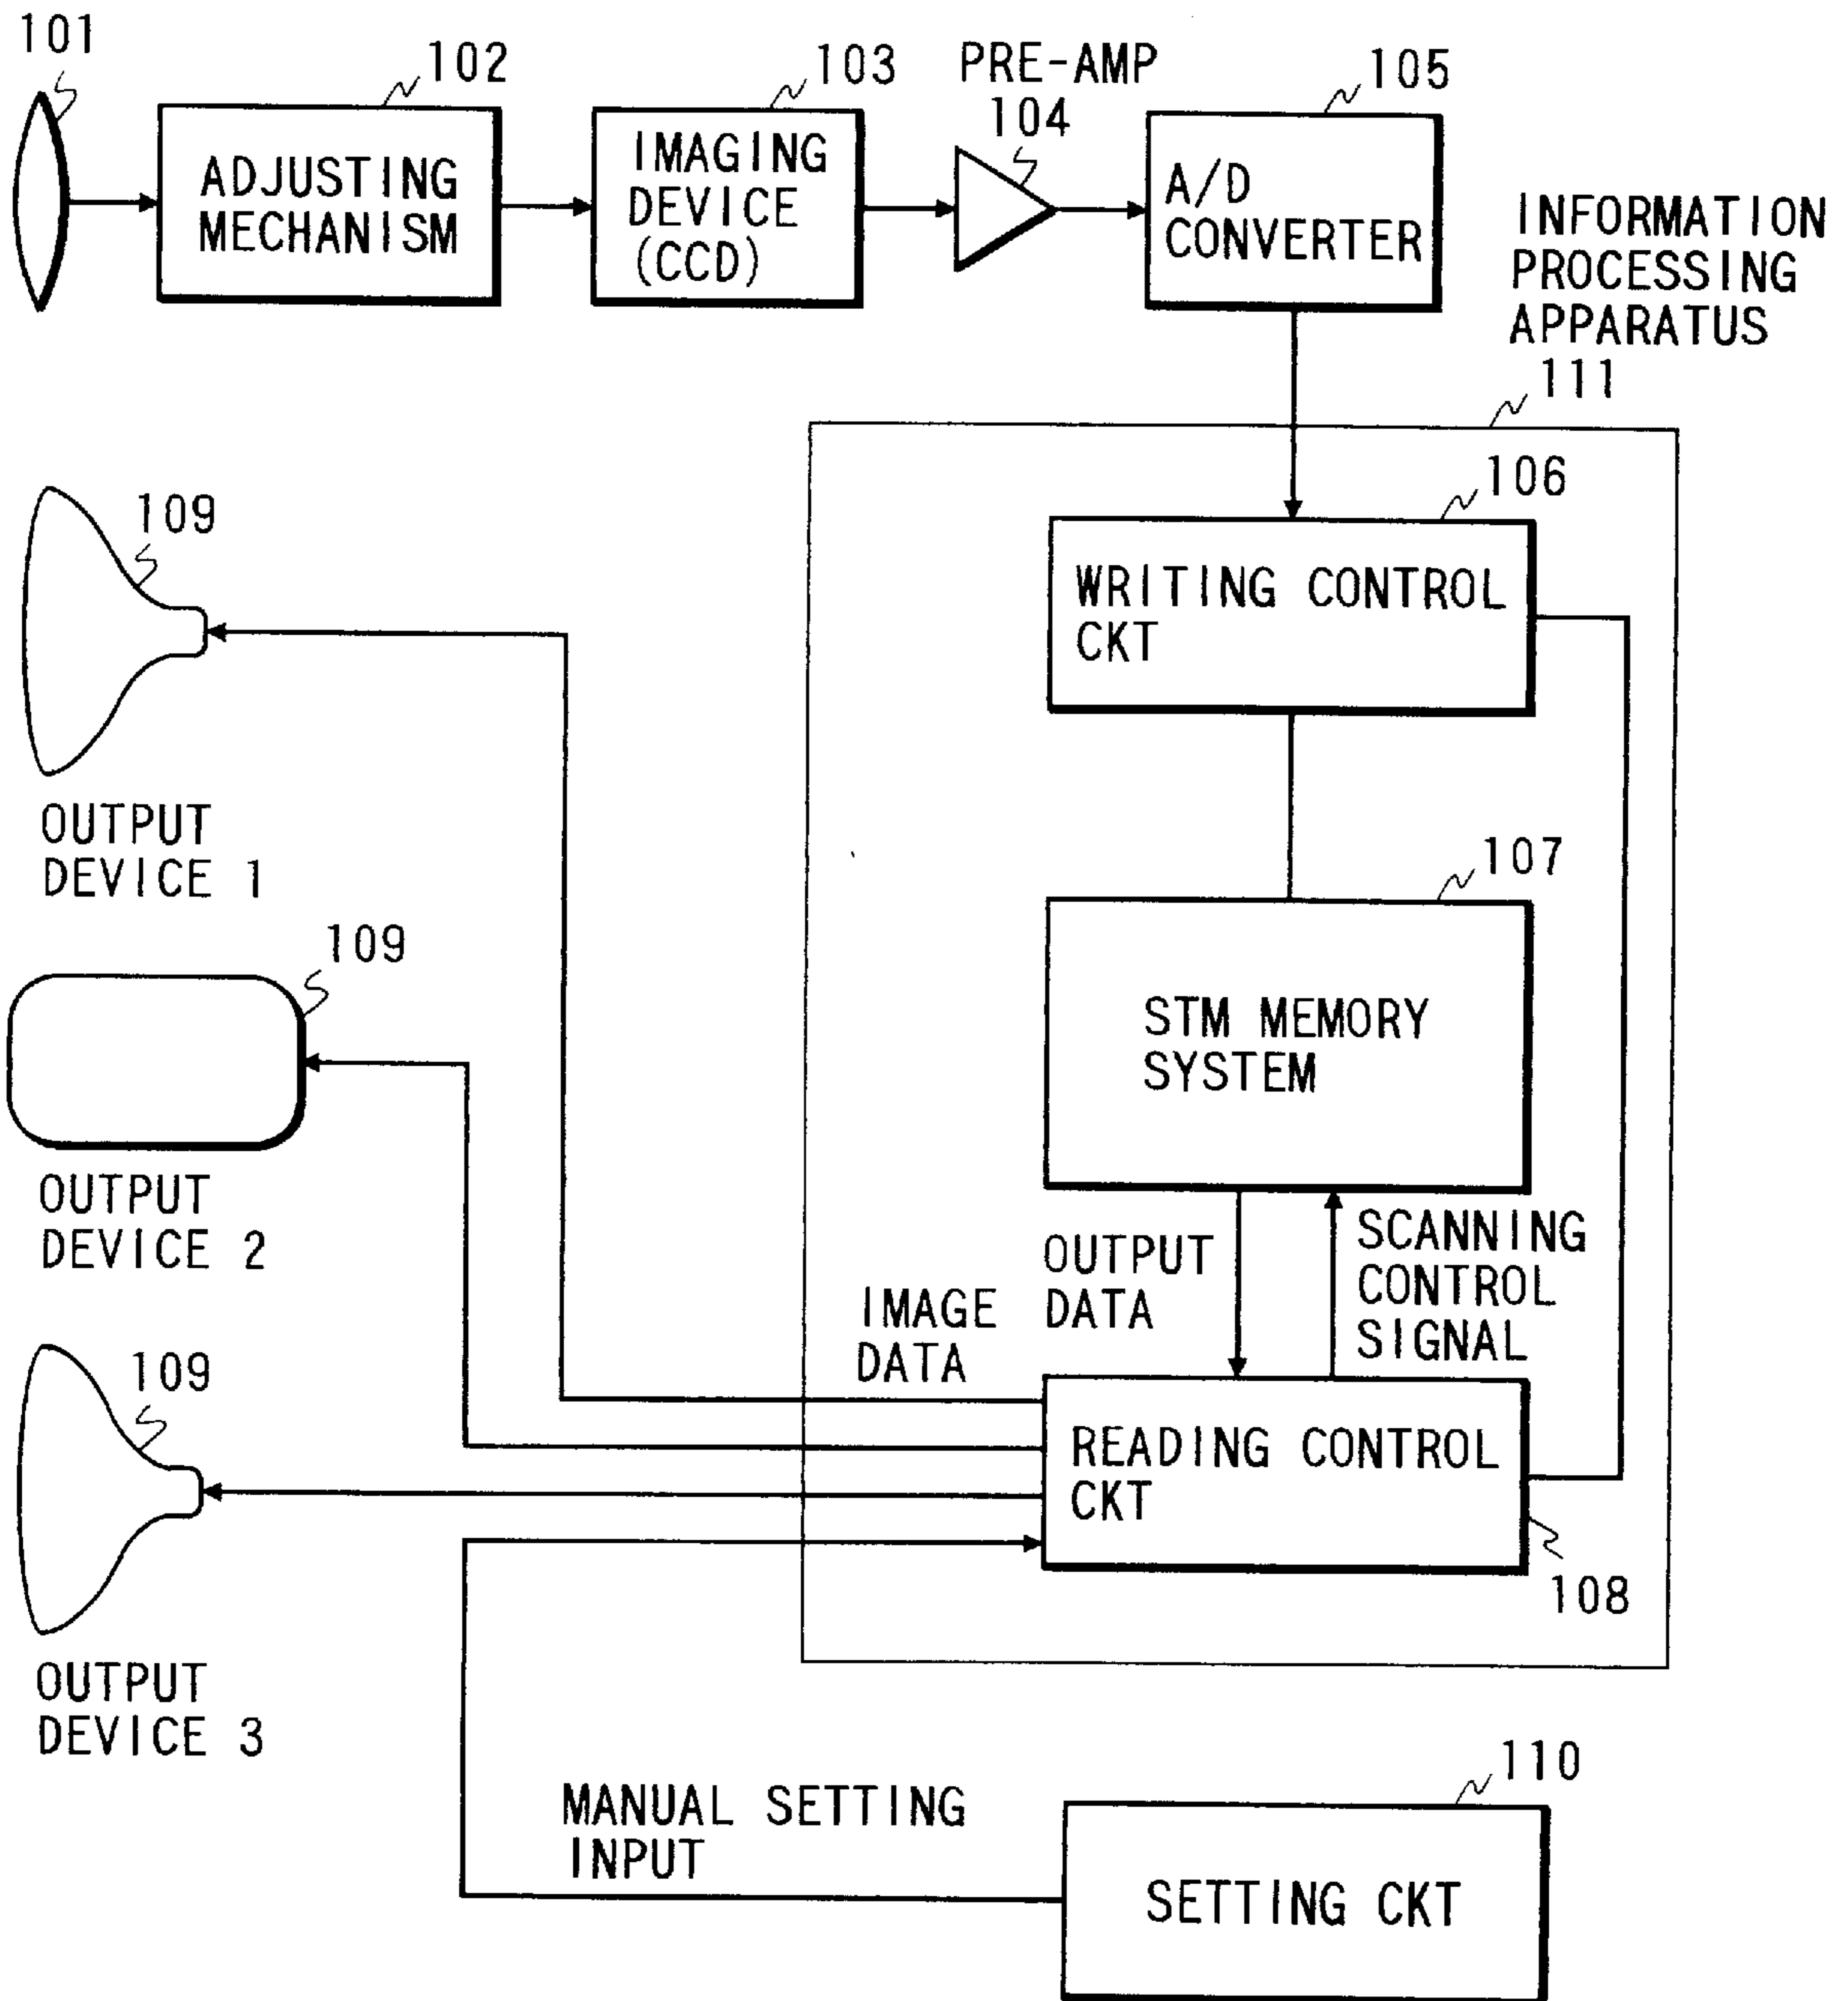 101
102
103
PRE-AMP
104
105
ADJUSTING
MECHANISM
IMAGING
DEVICE
(CCD)
A/D
CONVERTER
INFORMATION
PROCESSING
APPARATUS
111
106
WRITING CONTROL
CKT
109
OUTPUT
DEVICE 1
107
STM MEMORY
SYSTEM
109
OUTPUT
DEVICE 2
OUTPUT
DATA
SCANNING
CONTROL
SIGNAL
IMAGE
DATA
109
READING CONTROL
CKT
108
OUTPUT
DEVICE 3
110
MANUAL SETTING
INPUT
SETTING CKT